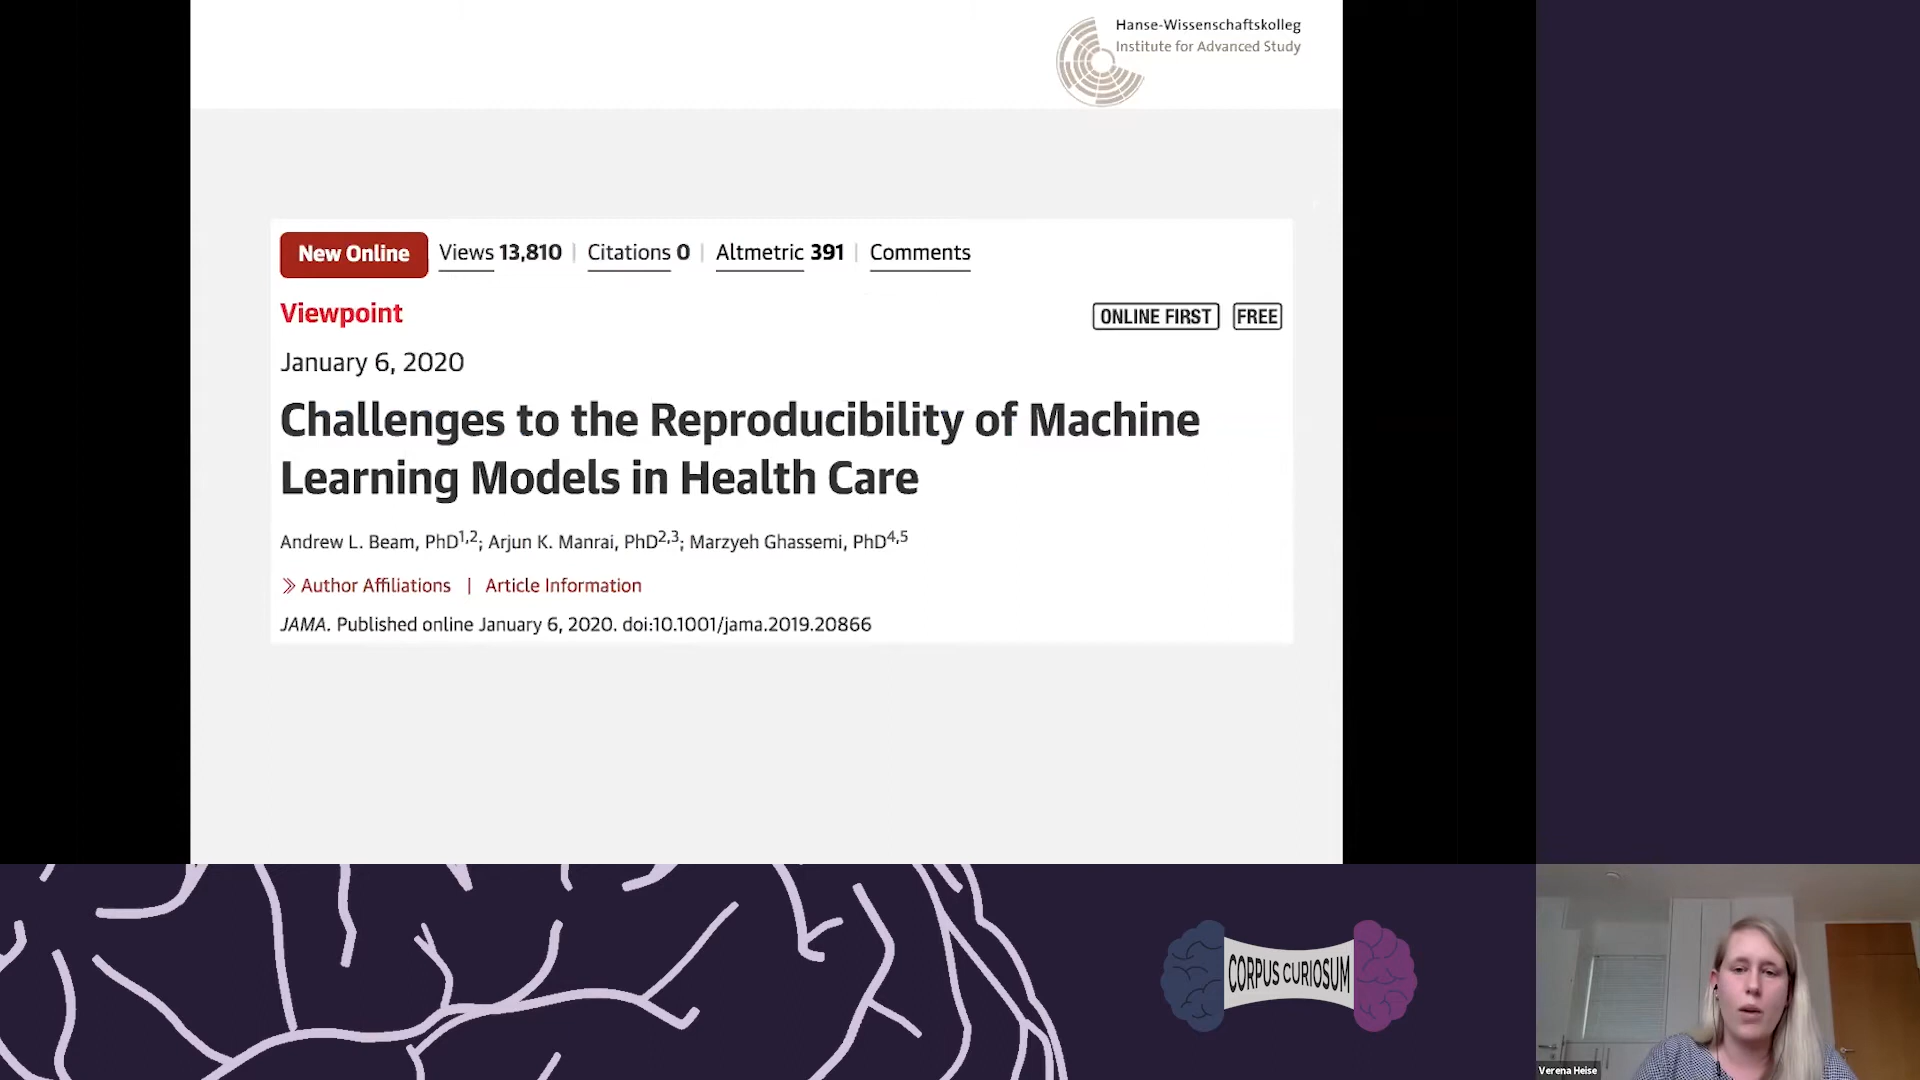 Hanse-Wissenschaftskolleg
Institute for Advanced Study
New Online Views 13,810 | Citations 0 | Altmetric 391 | Comments
Viewpoint
ONLINE FIRST FREE
January 6, 2020
Challenges to the Reproducibility of Machine
Learning Models in Health Care
Andrew L. Beam, PhD1,2; Arjun K. Manrai, PhD2,3; Marzyeh Ghassemi, PhD4,5
Author Affiliations | Article Information
JAMA. Published online January 6, 2020. doi:10.1001/jama.2019.20866
CORPUS CURIOSUM
Verena Heise